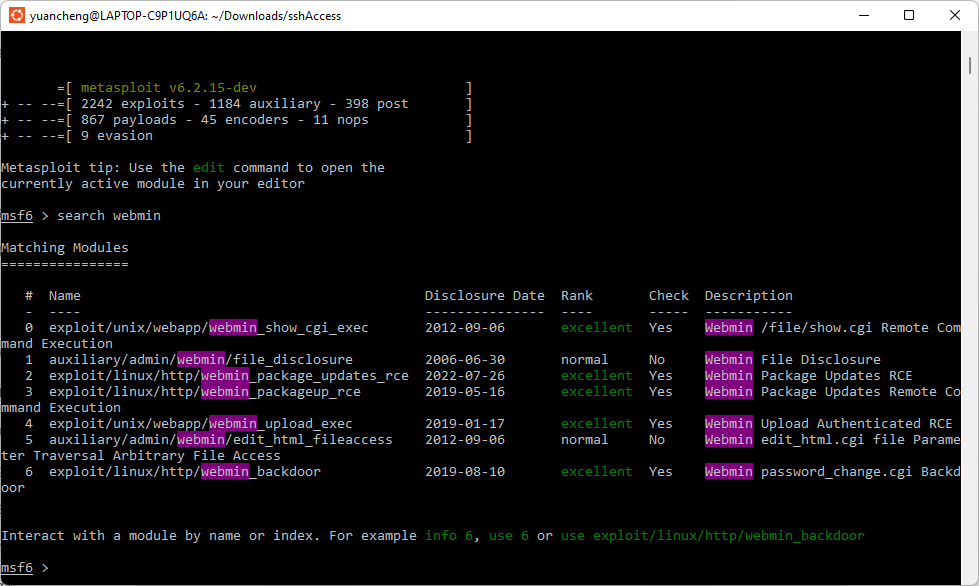 yuancheng@LAPTOP-C9P1UQ6A: ~/Downloads/sshAccess
=[ metasploit v6.2.15-dev ]
+ -- --=[ 2242 exploits - 1184 auxiliary - 398 post ]
+ -- --=[ 867 payloads - 45 encoders - 11 nops ]
+ -- --=[ 9 evasion ]
Metasploit tip: Use the edit command to open the
currently active module in your editor
msf6 > search webmin
Matching Modules
================
# Name Disclosure Date Rank Check Description
- ---- --------------- ---- ----- -----------
0 exploit/unix/webapp/webmin_show_cgi_exec 2012-09-06 excellent Yes Webmin /file/show.cgi Remote Com
mand Execution
1 auxiliary/admin/webmin/file_disclosure 2006-06-30 normal No Webmin File Disclosure
2 exploit/linux/http/webmin_package_updates_rce 2022-07-26 excellent Yes Webmin Package Updates RCE
3 exploit/linux/http/webmin_packageup_rce 2019-05-16 excellent Yes Webmin Package Updates Remote Co
mmand Execution
4 exploit/unix/webapp/webmin_upload_exec 2019-01-17 excellent Yes Webmin Upload Authenticated RCE
5 auxiliary/admin/webmin/edit_html_fileaccess 2012-09-06 normal No Webmin edit_html.cgi file Parame
ter Traversal Arbitrary File Access
6 exploit/linux/http/webmin_backdoor 2019-08-10 excellent Yes Webmin password_change.cgi Backd
oor
Interact with a module by name or index. For example info 6, use 6 or use exploit/linux/http/webmin_backdoor
msf6 >